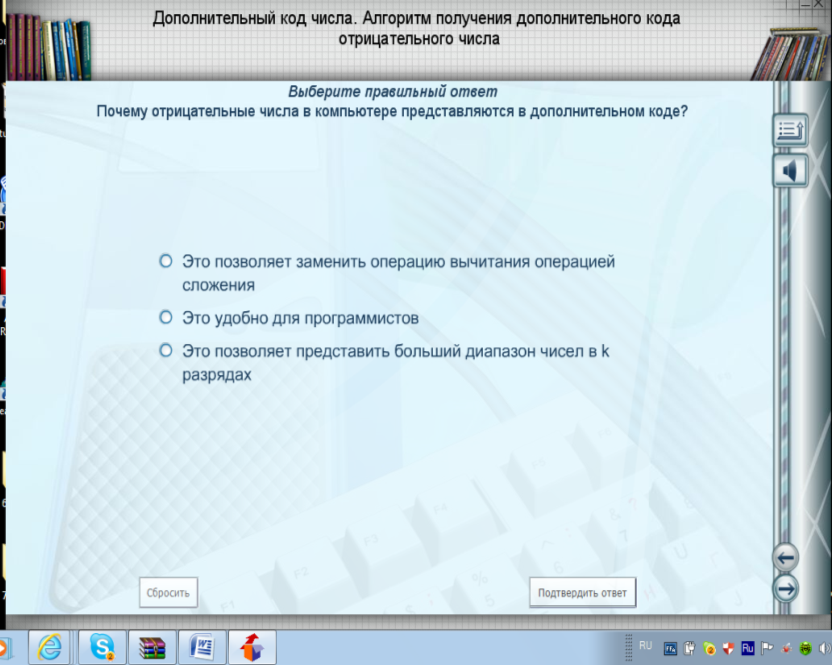 Дополнительный код числа. Алгоритм получения дополнительного кода
отрицательного числа
Выберите правильный ответ
Почему отрицательные числа в компьютере представляются в дополнительном коде?
Это позволяет заменить операцию вычитания операцией
сложения
Это удобно для программистов
Это позволяет представить больший диапазон чисел в k
разрядах
Сбросить
Подтвердить ответ
RU
Ru